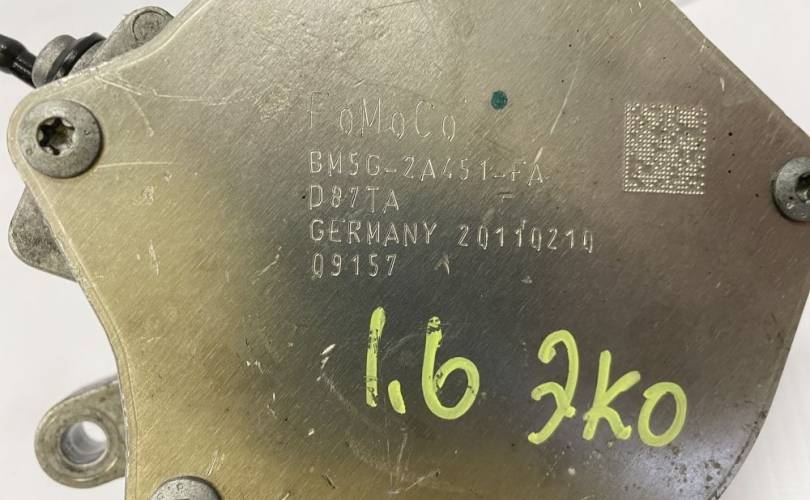 FoMoCo
BM5G-2A451-FA
D87TA
GERMANY 20110210
09157
1.6 ЭКО